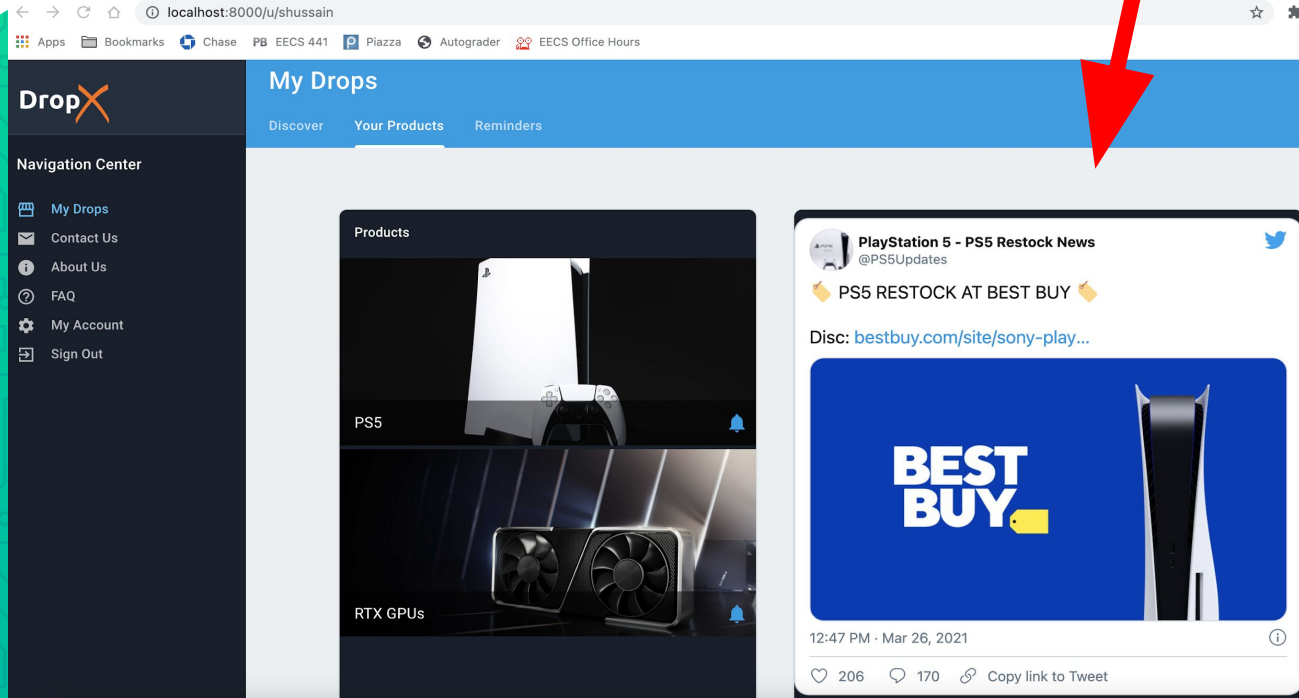 localhost:8000/u/shussain
Apps Bookmarks Chase PB EECS 441 Piazza Autograder EECS Office Hours
DropX
Navigation Center
My Drops
Contact Us
About Us
FAQ
My Account
Sign Out
My Drops
Discover Your Products Reminders
Products
PS5
RTX GPUs
PlayStation 5 - PS5 Restock News
@PS5Updates
🏷️ PS5 RESTOCK AT BEST BUY 🏷️
Disc: bestbuy.com/site/sony-play...
BEST
BUY
12:47 PM · Mar 26, 2021
206 170 Copy link to Tweet